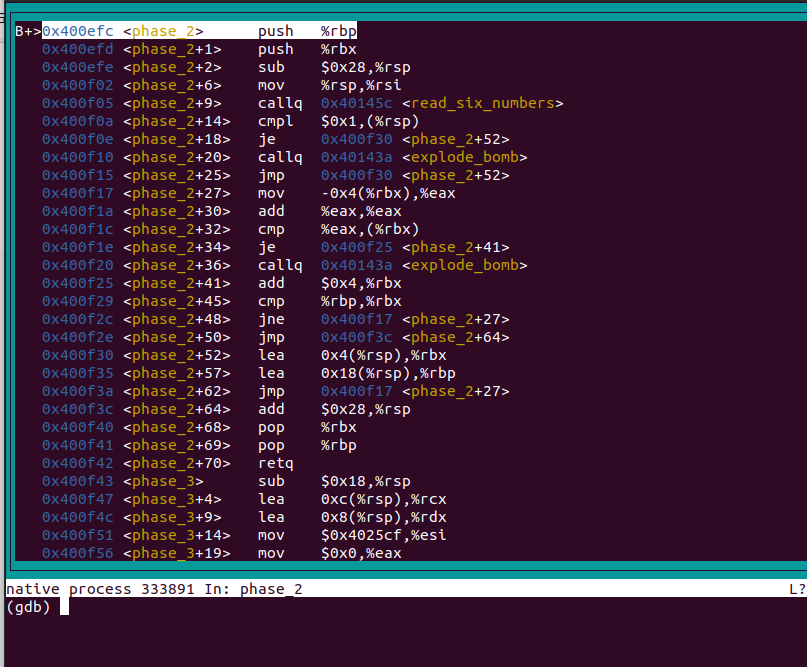 B+>0x400efc <phase_2>      push   %rbp
   0x400efd <phase_2+1>    push   %rbx
   0x400efe <phase_2+2>    sub    $0x28,%rsp
   0x400f02 <phase_2+6>    mov    %rsp,%rsi
   0x400f05 <phase_2+9>    callq  0x40145c <read_six_numbers>
   0x400f0a <phase_2+14>   cmpl   $0x1,(%rsp)
   0x400f0e <phase_2+18>   je     0x400f30 <phase_2+52>
   0x400f10 <phase_2+20>   callq  0x40143a <explode_bomb>
   0x400f15 <phase_2+25>   jmp    0x400f30 <phase_2+52>
   0x400f17 <phase_2+27>   mov    -0x4(%rbx),%eax
   0x400f1a <phase_2+30>   add    %eax,%eax
   0x400f1c <phase_2+32>   cmp    %eax,(%rbx)
   0x400f1e <phase_2+34>   je     0x400f25 <phase_2+41>
   0x400f20 <phase_2+36>   callq  0x40143a <explode_bomb>
   0x400f25 <phase_2+41>   add    $0x4,%rbx
   0x400f29 <phase_2+45>   cmp    %rbp,%rbx
   0x400f2c <phase_2+48>   jne    0x400f17 <phase_2+27>
   0x400f2e <phase_2+50>   jmp    0x400f3c <phase_2+64>
   0x400f30 <phase_2+52>   lea    0x4(%rsp),%rbx
   0x400f35 <phase_2+57>   lea    0x18(%rsp),%rbp
   0x400f3a <phase_2+62>   jmp    0x400f17 <phase_2+27>
   0x400f3c <phase_2+64>   add    $0x28,%rsp
   0x400f40 <phase_2+68>   pop    %rbx
   0x400f41 <phase_2+69>   pop    %rbp
   0x400f42 <phase_2+70>   retq
   0x400f43 <phase_3>      sub    $0x18,%rsp
   0x400f47 <phase_3+4>    lea    0xc(%rsp),%rcx
   0x400f4c <phase_3+9>    lea    0x8(%rsp),%rdx
   0x400f51 <phase_3+14>   mov    $0x4025cf,%esi
   0x400f56 <phase_3+19>   mov    $0x0,%eax
native process 333891 In: phase_2 L?
(gdb)